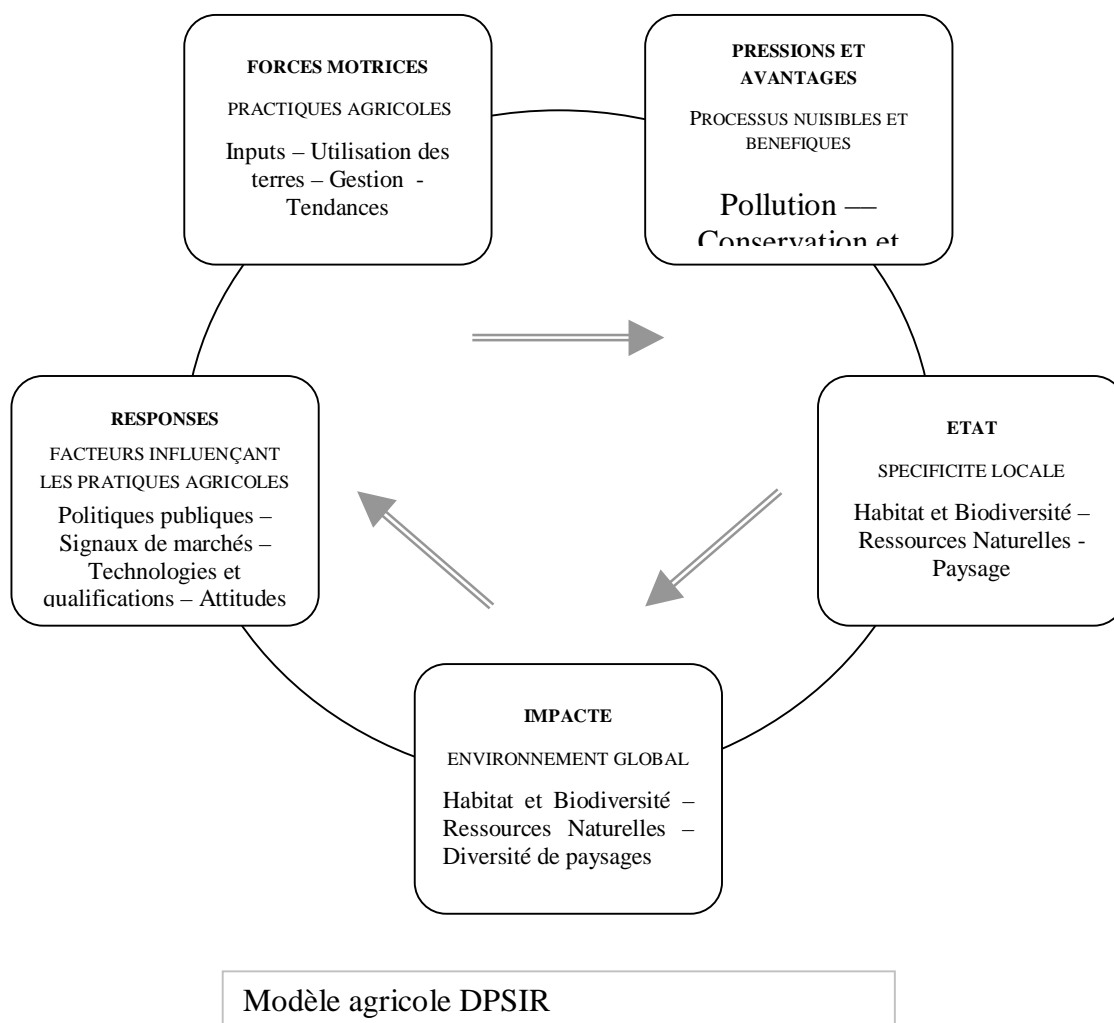 FORCES MOTRICES
PRACTIQUES AGRICOLES
Inputs – Utilisation des
terres – Gestion -
Tendances
PRESSIONS ET
AVANTAGES
PROCESSUS NUISIBLES ET
BENEFIQUES
Pollution –––
Conservation et
RESPONSES
FACTEURS INFLUENÇANT
LES PRATIQUES AGRICOLES
Politiques publiques –
Signaux de marchés –
Technologies et
qualifications – Attitudes
ETAT
SPECIFICITE LOCALE
Habitat et Biodiversité –
Ressources Naturelles -
Paysage
IMPACTE
ENVIRONNEMENT GLOBAL
Habitat et Biodiversité –
Ressources Naturelles –
Diversité de paysages
Modèle agricole DPSIR